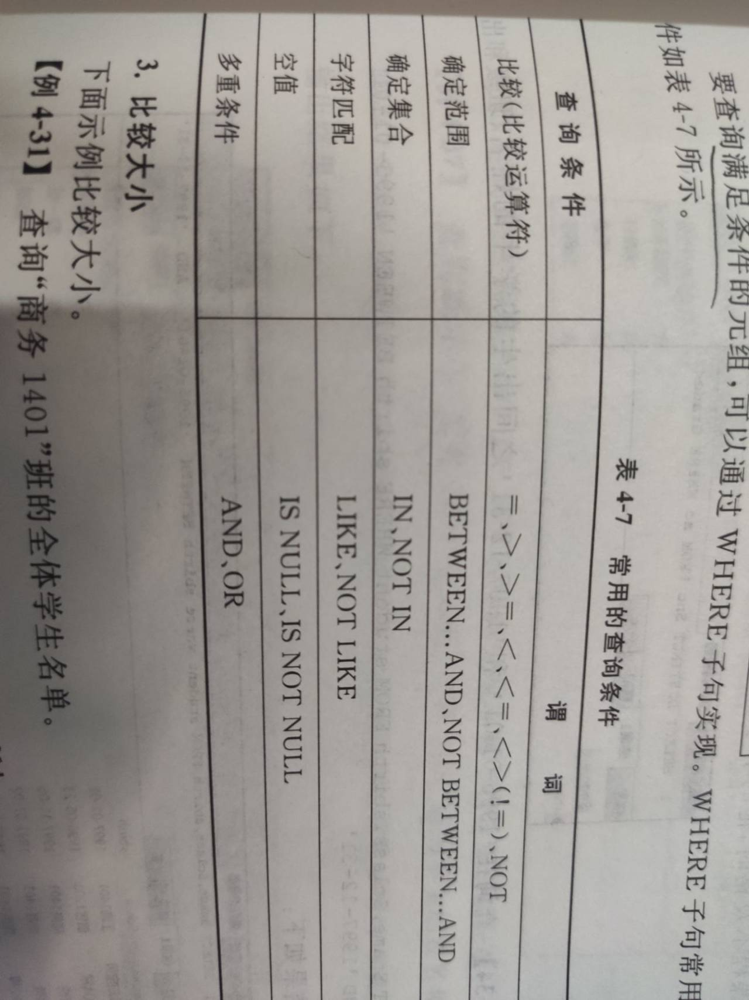 要查询满足条件的元组，可以通过 WHERE 子句实现。WHERE 子句常用
件如表 4-7 所示。
表 4-7 常用的查询条件
查询条件 谓词
比较(比较运算符) =、>、>=、<、<=、<>(!=)、NOT
确定范围 BETWEEN…AND、NOT BETWEEN…AND
确定集合 IN、NOT IN
字符匹配 LIKE、NOT LIKE
空值 IS NULL、IS NOT NULL
多重条件 AND、OR
3. 比较大小
下面示例比较大小。
【例 4-31】 查询“商务 1401”班的全体学生名单。